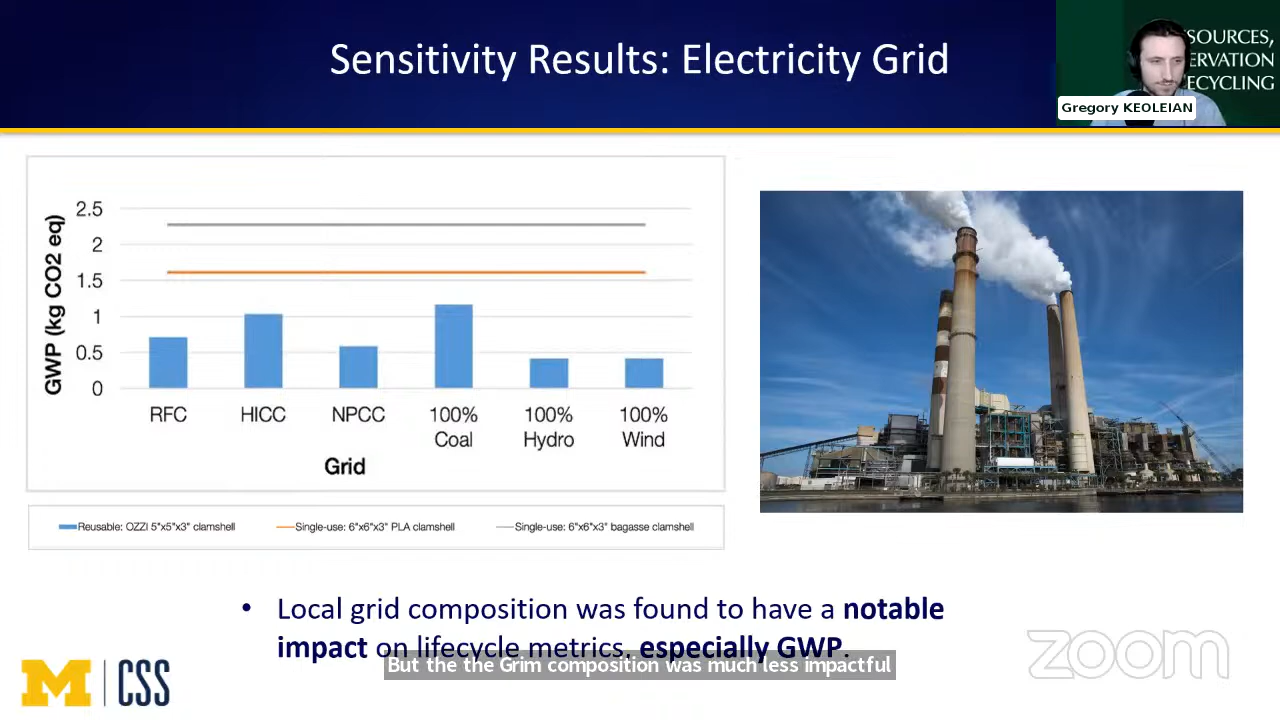 Sensitivity Results: Electricity Grid
SOURCES,
ERVATION
ECYCLING
Gregory KEOLEIAN
GWP (kg CO2 eq)
2.5
2
1.5
1
0.5
0
RFC HICC NPCC 100% Coal 100% Hydro 100% Wind
Grid
Reusable: OZZI 5"x5"x3" clamshell Single-use: 6"x6"x3" PLA clamshell Single-use: 6"x6"x3" bagasse clamshell
• Local grid composition was found to have a notable
impact on lifecycle metrics, especially GWP.
But the the Grim composition was much less impactful
M CSS
zoom